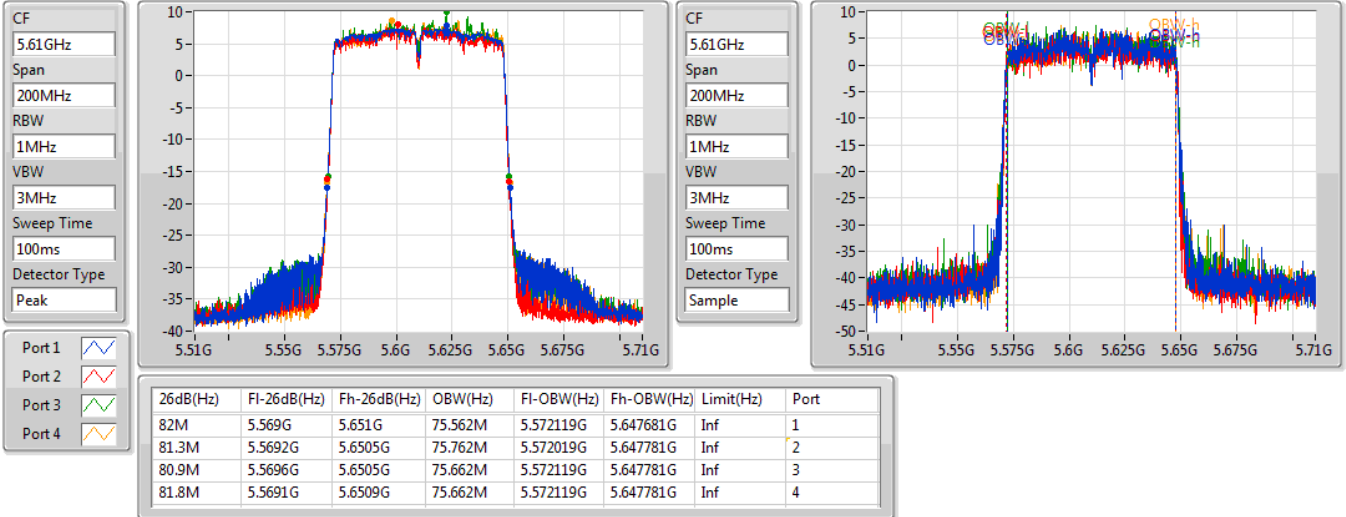 CF
5.61GHz
Span
200MHz
RBW
1MHz
VBW
3MHz
Sweep Time
100ms
Detector Type
Peak
10
5
0
-5
-10
-15
-20
-25
-30
-35
-40
5.51G 5.55G 5.575G 5.6G 5.625G 5.65G 5.675G 5.71G
CF
5.61GHz
Span
200MHz
RBW
1MHz
VBW
3MHz
Sweep Time
100ms
Detector Type
Sample
10
5
0
-5
-10
-15
-20
-25
-30
-35
-40
-45
-50
OBW-h
OBW-h
5.51G 5.55G 5.575G 5.6G 5.625G 5.65G 5.675G 5.71G
Port 1
Port 2
Port 3
Port 4
26dB(Hz) Fl-26dB(Hz) Fh-26dB(Hz) OBW(Hz) Fl-OBW(Hz) Fh-OBW(Hz) Limit(Hz) Port
82M 5.569G 5.651G 75.562M 5.572119G 5.647681G Inf 1
81.3M 5.5692G 5.6505G 75.762M 5.572019G 5.647781G Inf 2
80.9M 5.5696G 5.6505G 75.662M 5.572119G 5.647781G Inf 3
81.8M 5.5691G 5.6509G 75.662M 5.572119G 5.647781G Inf 4